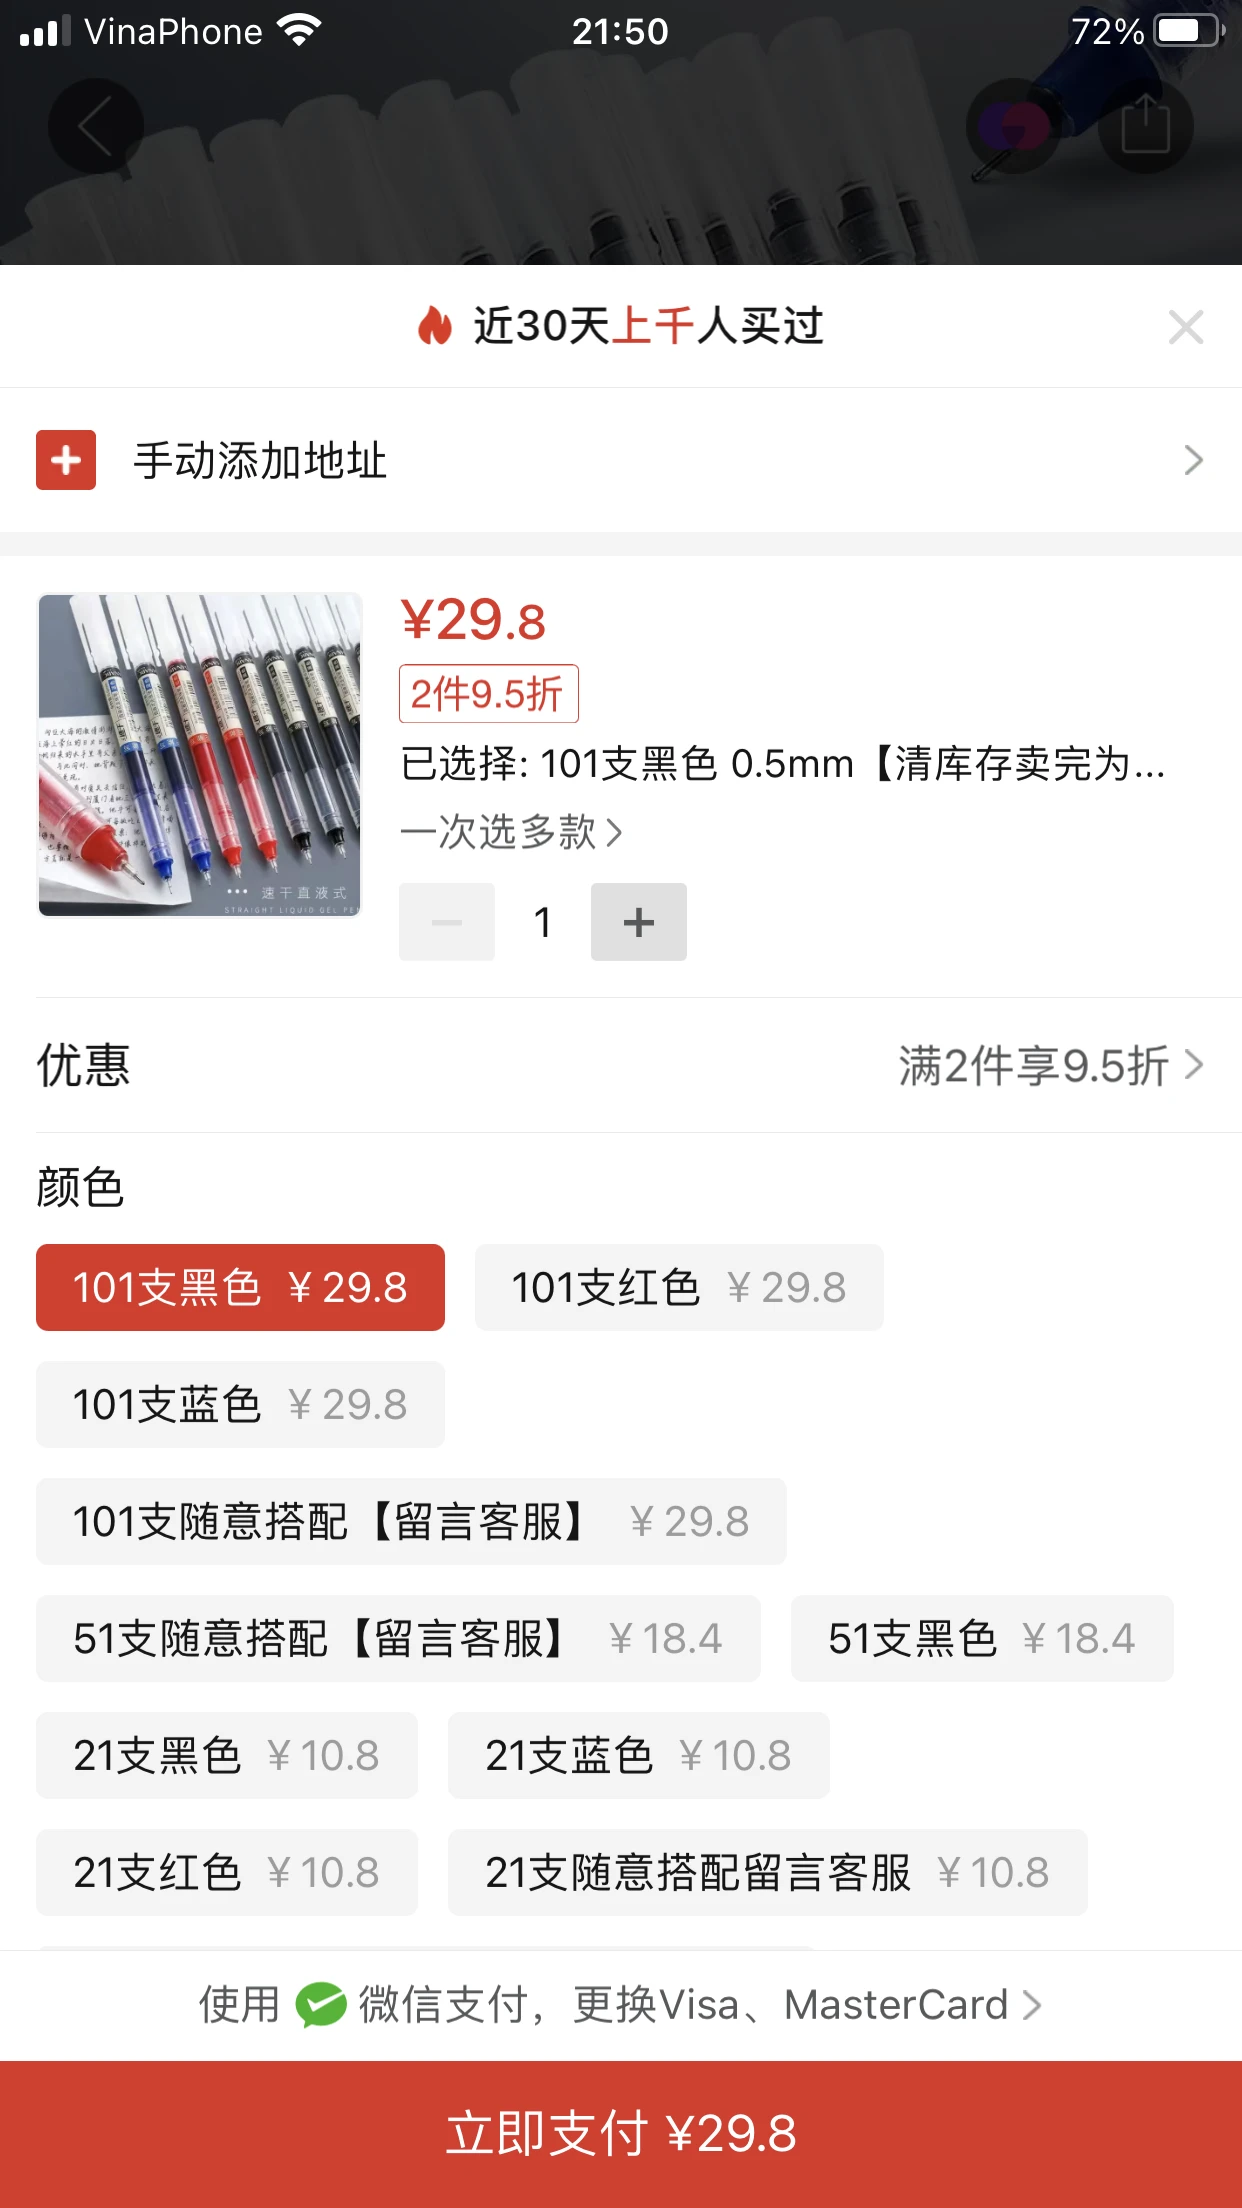 VinaPhone 21:50 72%
近30天上千人买过
手动添加地址
¥29.8
2件9.5折
已选择: 101支黑色 0.5mm【清库存卖完为...
一次选多款
1
速干直液式
STRAIGHT LIQUID GEL PEN
优惠 满2件享9.5折
颜色
101支黑色 ¥29.8 101支红色 ¥29.8
101支蓝色 ¥29.8
101支随意搭配【留言客服】 ¥29.8
51支随意搭配【留言客服】 ¥18.4 51支黑色 ¥18.4
21支黑色 ¥10.8 21支蓝色 ¥10.8
21支红色 ¥10.8 21支随意搭配留言客服 ¥10.8
使用 微信支付，更换Visa、MasterCard
立即支付 ¥29.8